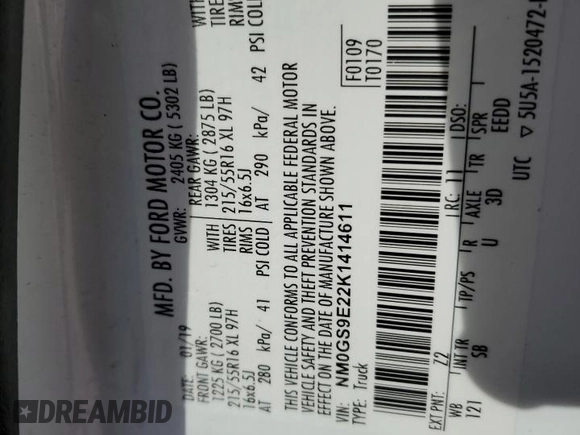 MFD. BY FORD MOTOR CO.
DATE: 01/19 GVWR: 2405 KG ( 5302 LB)
FRONT GAWR: REAR GAWR:
1225 KG ( 2700 LB) WITH 1304 KG ( 2875 LB) WITH
215/55R16 XL 97H TIRES 215/55R16 XL 97H TIRES
16x6.5J RIMS 16x6.5J RIMS
AT 280 kPa/ 41 PSI COLD AT 290 kPa/ 42 PSI COLD
THIS VEHICLE CONFORMS TO ALL APPLICABLE FEDERAL MOTOR
VEHICLE SAFETY AND THEFT PREVENTION STANDARDS IN
EFFECT ON THE DATE OF MANUFACTURE SHOWN ABOVE.
VIN: NM0GS9E22K1414611 F0109
TYPE: Truck T0170
EXT PNT: Z2 RC: 11 DSO:
WB INT TR TP/PS R AXLE TR SPR
121 SB U 3D EEDD
UTC ▽ 5U5A-1520472-
DREAMBID